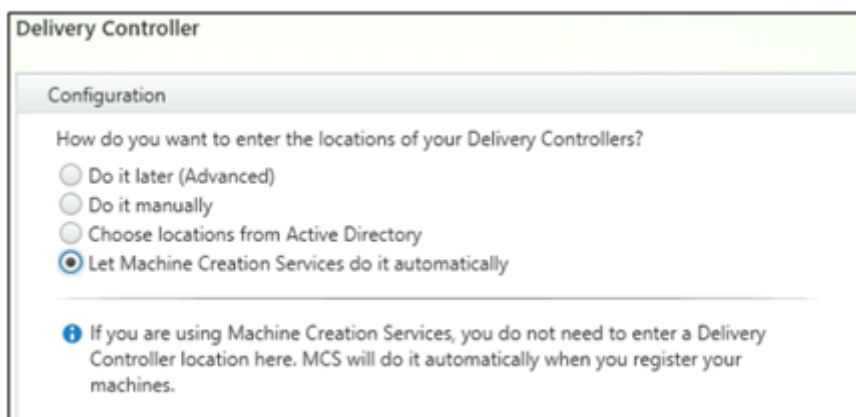 Delivery Controller
Configuration
How do you want to enter the locations of your Delivery Controllers?
Do it later (Advanced)
Do it manually
Choose locations from Active Directory
Let Machine Creation Services do it automatically
If you are using Machine Creation Services, you do not need to enter a Delivery
Controller location here. MCS will do it automatically when you register your
machines.